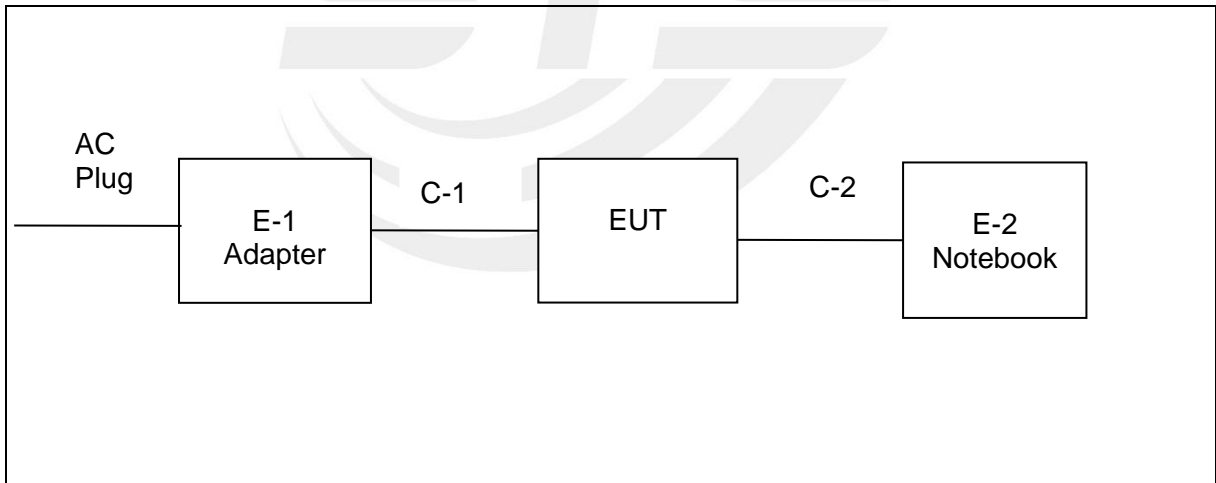 AC
Plug
E-1
Adapter
C-1
EUT
C-2
E-2
Notebook